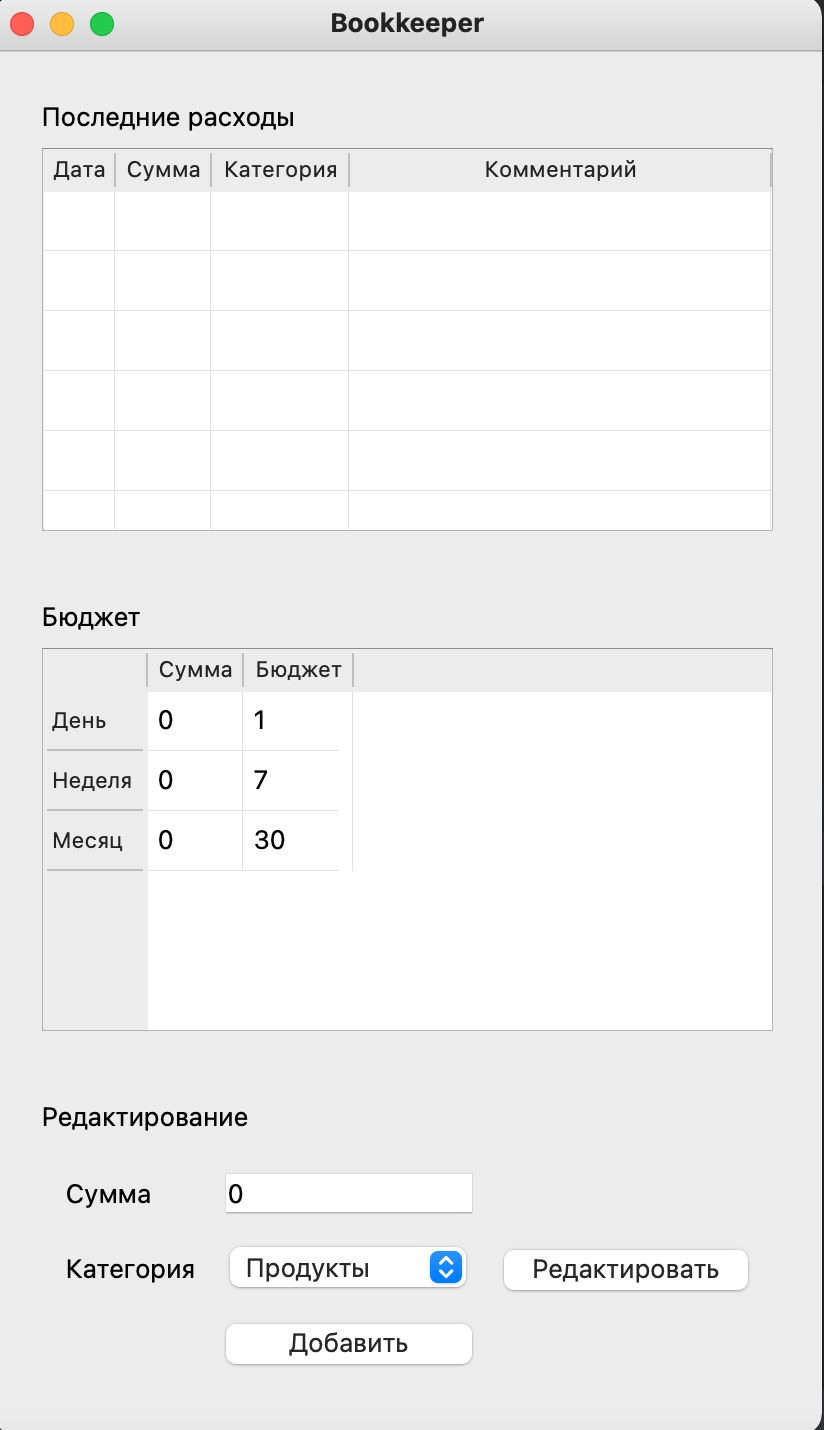 Bookkeeper
Последние расходы
Дата Сумма Категория Комментарий
Бюджет
Сумма Бюджет
День 0 1
Неделя 0 7
Месяц 0 30
Редактирование
Сумма 0
Категория Продукты Редактировать
Добавить